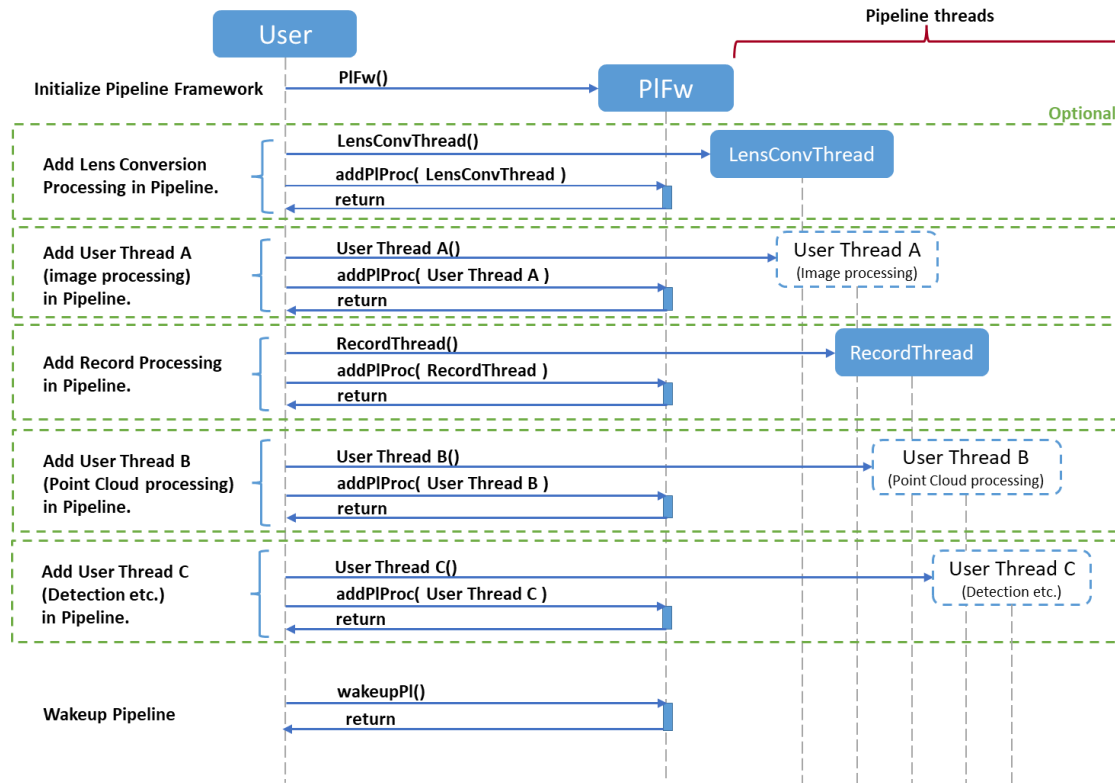 Pipeline threads
User
PlFw()
Initialize Pipeline Framework
PlFw
Optional
LensConvThread()
LensConvThread
Add Lens Conversion
Processing in Pipeline.
addPlProc( LensConvThread )
return
Add User Thread A
(image processing)
in Pipeline.
User Thread A()
User Thread A
(Image processing)
addPlProc( User Thread A )
return
Add Record Processing
in Pipeline.
RecordThread()
RecordThread
addPlProc( RecordThread )
return
Add User Thread B
(Point Cloud processing)
in Pipeline.
User Thread B()
User Thread B
(Point Cloud processing)
addPlProc( User Thread B )
return
Add User Thread C
(Detection etc.)
in Pipeline.
User Thread C()
User Thread C
(Detection etc.)
addPlProc( User Thread C )
return
Wakeup Pipeline
wakeupPl()
return